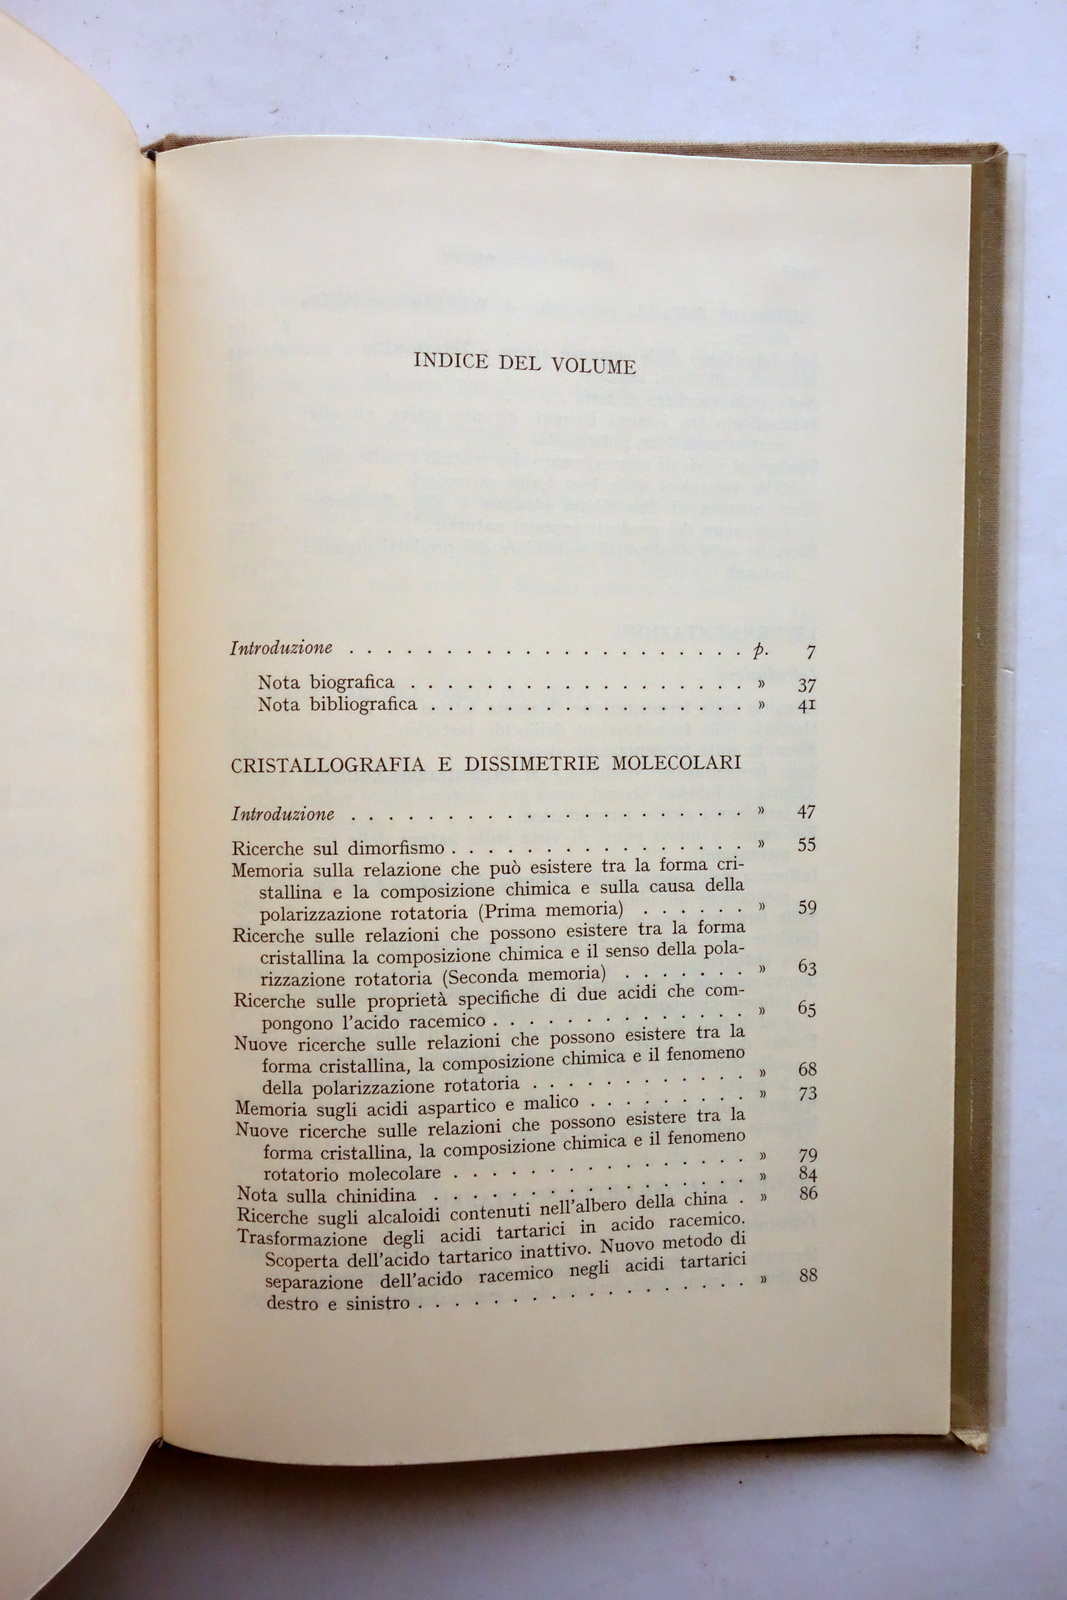 INDICE DEL VOLUME
Introduzione . . . . . . . . . . . . . . . . . . . . . p. 7
Nota biografica . . . . . . . . . . . . . . . . . . » 37
Nota bibliografica . . . . . . . . . . . . . . . . . » 41
CRISTALLOGRAFIA E DISSIMETRIE MOLECOLARI
Introduzione . . . . . . . . . . . . . . . . . . . . . » 47
Ricerche sul dimorfismo . . . . . . . . . . . . . . . . » 55
Memoria sulla relazione che può esistere tra la forma cri-
stallina e la composizione chimica e sulla causa della
polarizzazione rotatoria (Prima memoria) . . . . . . » 59
Ricerche sulle relazioni che possono esistere tra la forma
cristallina la composizione chimica e il senso della pola-
rizzazione rotatoria (Seconda memoria) . . . . . . . » 63
Ricerche sulle proprietà specifiche di due acidi che com-
pongono l'acido racemico . . . . . . . . . . . . . . » 65
Nuove ricerche sulle relazioni che possono esistere tra la
forma cristallina, la composizione chimica e il fenomeno
della polarizzazione rotatoria . . . . . . . . . . . . » 68
Memoria sugli acidi aspartico e malico . . . . . . . . . » 73
Nuove ricerche sulle relazioni che possono esistere tra la
forma cristallina, la composizione chimica e il fenomeno
rotatorio molecolare . . . . . . . . . . . . . . . . » 79
Nota sulla chinidina . . . . . . . . . . . . . . . . . » 84
Ricerche sugli alcaloidi contenuti nell'albero della china . » 86
Trasformazione degli acidi tartarici in acido racemico.
Scoperta dell'acido tartarico inattivo. Nuovo metodo di
separazione dell'acido racemico negli acidi tartarici
destro e sinistro . . . . . . . . . . . . . . . . . . » 88